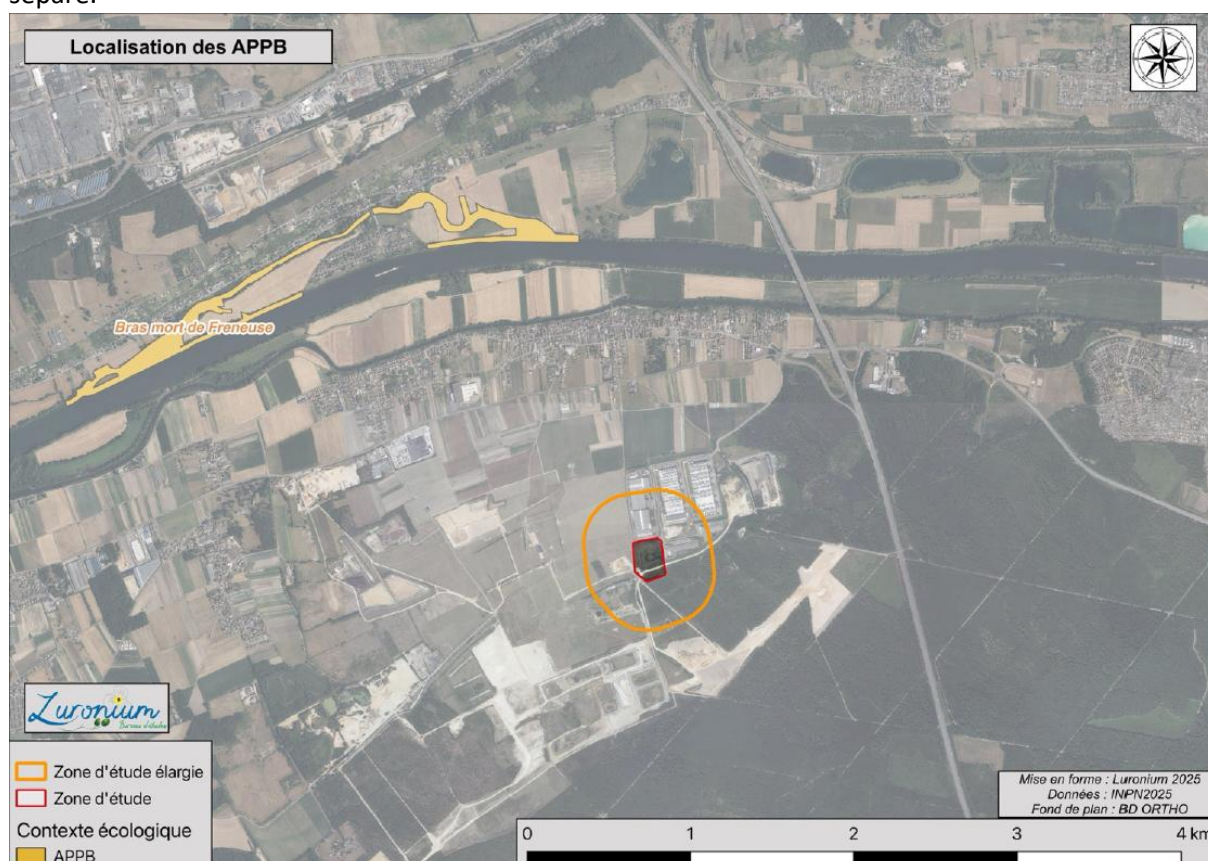 sépare.
Localisation des APPB
Bras mort de Freneuse
Luronium
Bureau d'études
Zone d'étude élargie
Zone d'étude
Contexte écologique
APPB
Mise en forme : Luronium 2025
Données : INPN2025
Fond de plan : BD ORTHO
0 1 2 3 4 km